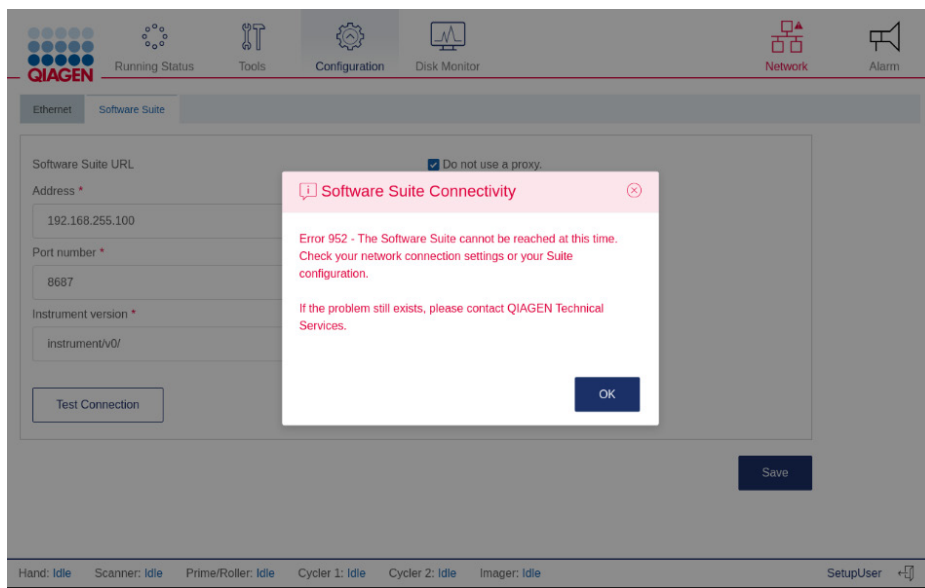 QIAGEN
Running Status
Tools
Configuration
Disk Monitor
Network
Alarm
Ethernet
Software Suite
Software Suite URL
Do not use a proxy.
Address *
192.168.255.100
Port number *
8687
Instrument version *
instrument/v0/
Test Connection
Software Suite Connectivity
Error 952 - The Software Suite cannot be reached at this time.
Check your network connection settings or your Suite
configuration.
If the problem still exists, please contact QIAGEN Technical
Services.
OK
Save
Hand: Idle Scanner: Idle Prime/Roller: Idle Cycler 1: Idle Cycler 2: Idle Imager: Idle SetupUser